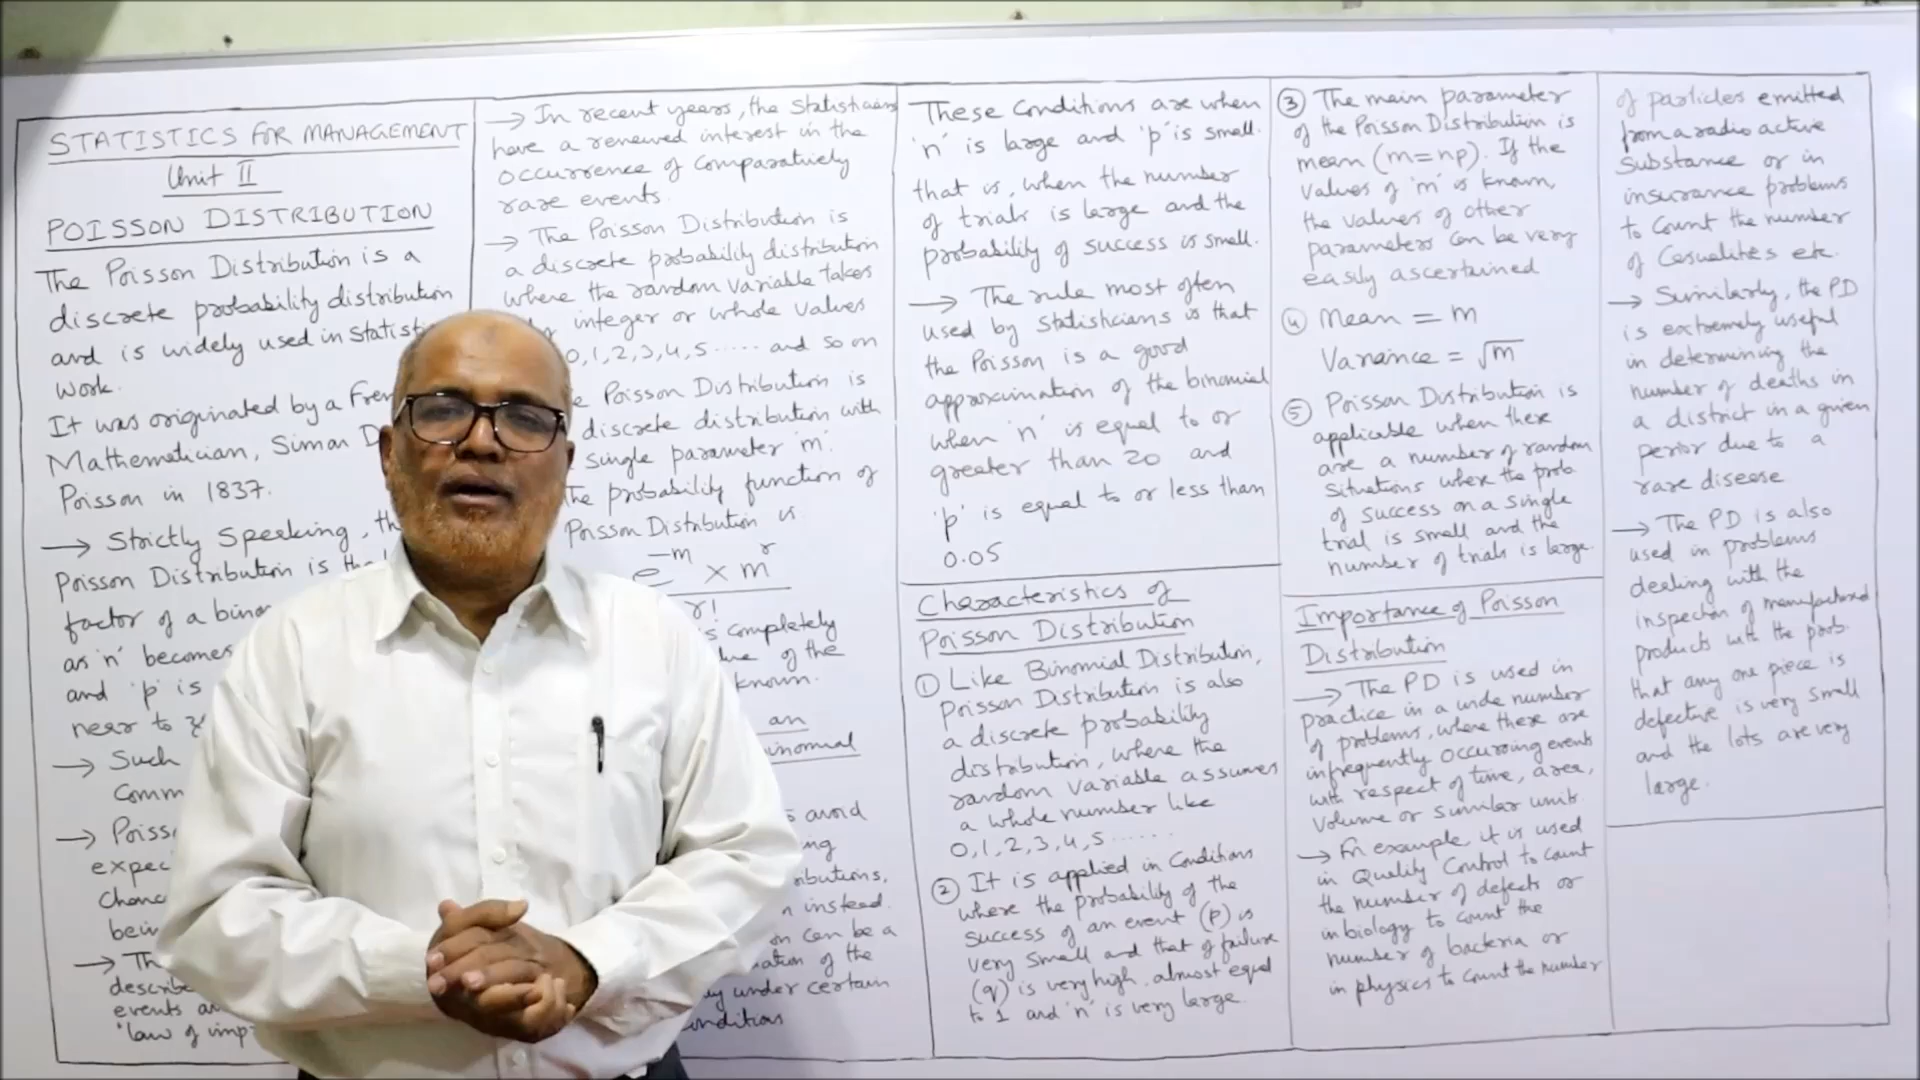 STATISTICS FOR MANAGEMENT
Unit II
POISSON DISTRIBUTION
The Poisson Distribution is a
discrete probability distribution
and is widely used in
work.
It was originated by a
Mathematician, Siman
Poisson in 1837.
→ Strictly Speaking,
Poisson Distribution is
factor of a
as 'n' becomes
and 'p' is
near to
→ Such
→
→
describe
events
"law of
→ In recent years, the Statisticians
have a renewed interest in the
occurrence of comparatively
rare events.
→ The Poisson Distribution is
a discrete probability distribution
where the random variable takes
integer or whole values
0,1,2,3,4,5 ..... and so on
Poisson Distribution is
discrete distribution with
single parameter 'm'.
The probability function of
Poisson Distribution is
e^-m × m^r
r!
completely
of the
known.
an
avoid
instead.
can be a
of the
under certain
These Conditions are when
'n' is large and 'p' is small.
that is, when the number
of trials is large and the
probability of success is small.
→ The rule most often
used by statisticians is that
the Poisson is a good
approximation of the binomial
when 'n' is equal to or
greater than 20 and
'p' is equal to or less than
0.05
Characteristics of
Poisson Distribution
① Like Binomial Distribution,
Poisson Distribution is also
a discrete probability
distribution, where the
random variable assumes
a whole number like
0,1,2,3,4,5 ......
② It is applied in Conditions
where the probability of the
success of an event (p) is
very small and that of failure
(q) is very high, almost equal
to 1 and 'n' is very large.
③ The main parameter
of the Poisson Distribution is
mean (m=np). If the
values of 'm' is known,
the values of other
parameters can be very
easily ascertained
④ Mean = m
Variance = √m
⑤ Poisson Distribution is
applicable when there
are a number of random
situations where the prob.
of success on a single
trial is small and the
number of trials is large.
Importance of Poisson
Distribution
→ The PD is used in
practice in a wide number
of problems, where there are
infrequently occurring events
with respect of time, area,
volume or similar units.
→ For example, it is used
in Quality Control to count
the number of defects or
in biology to count the
number of bacteria or
in physics to count the number
of particles emitted
from a radio active
substance or in
insurance problems
to count the number
of Casualities etc.
→ Similarly, the PD
is extremely useful
in determining the
number of deaths in
a district in a given
period due to a
rare disease
→ The PD is also
used in problems
dealing with the
inspection of manufactured
products with the prob.
that any one piece is
defective is very small
and the lots are very
large.